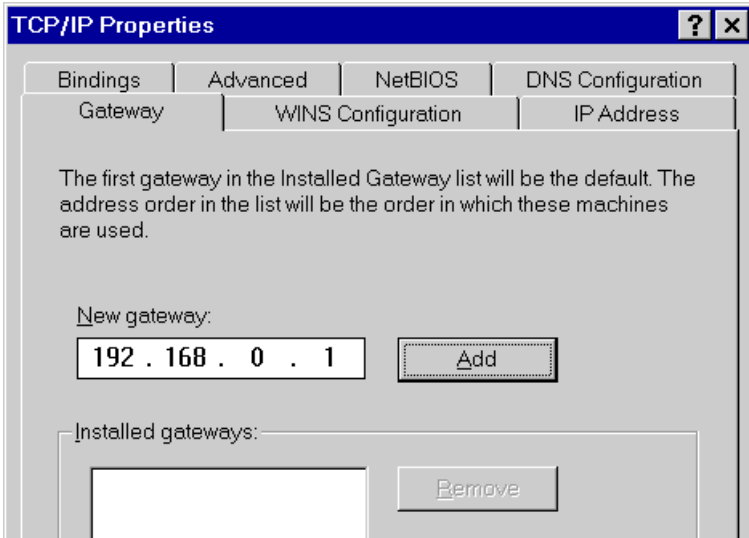 TCP/IP Properties
? ×
Bindings Advanced NetBIOS DNS Configuration
Gateway WINS Configuration IP Address
The first gateway in the Installed Gateway list will be the default. The
address order in the list will be the order in which these machines
are used.
New gateway:
192 . 168 . 0 . 1 Add
Installed gateways:
Remove